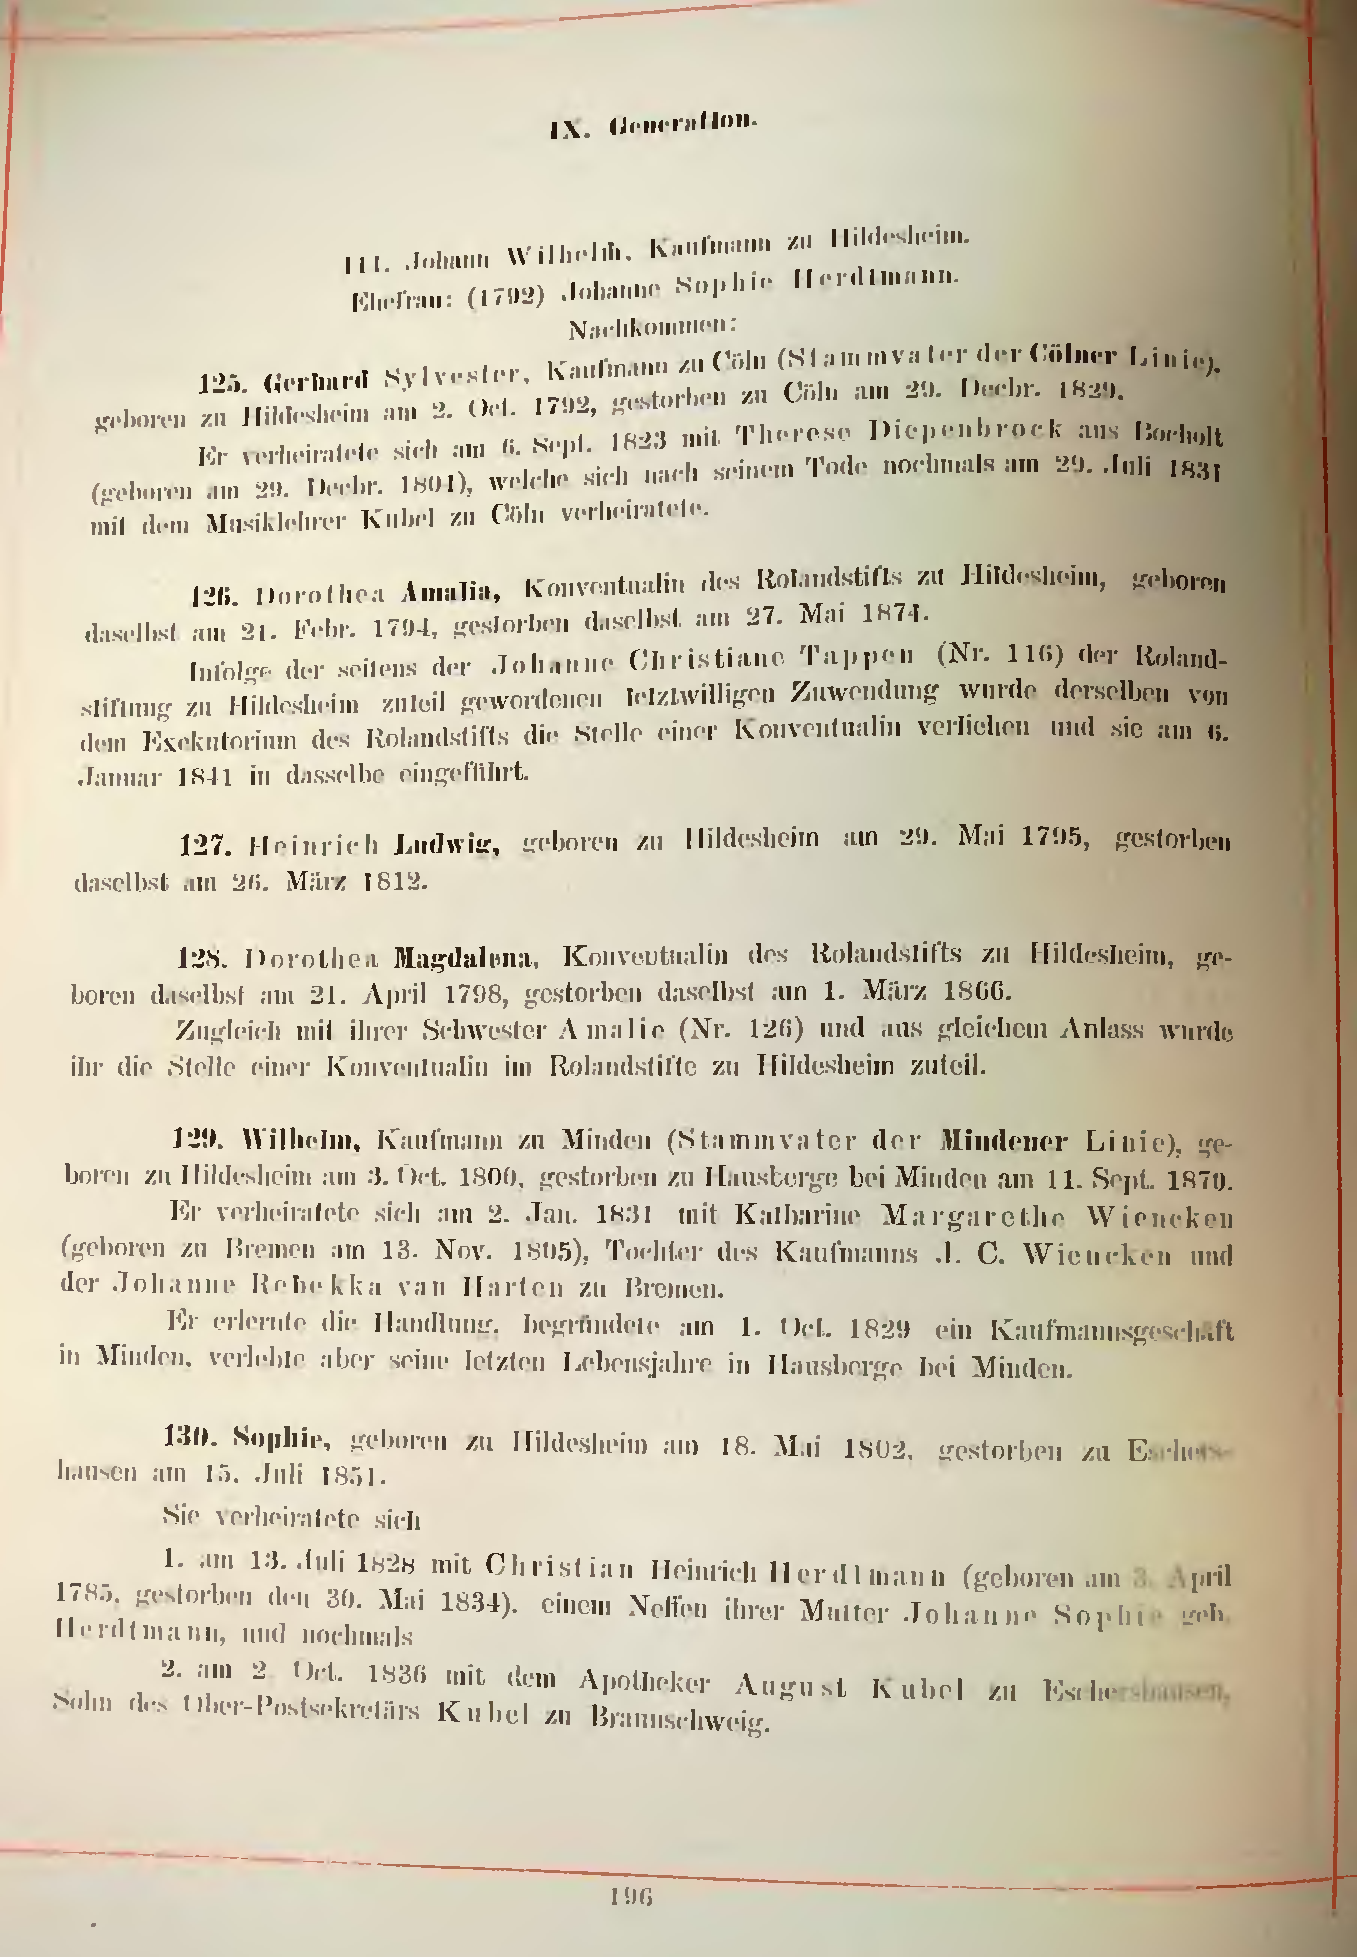 IX. Generation.
111. Johann Wilhelm, Kaufmann zu Hildesheim.
Ehefrau: (1792) Johanne Sophie Herdtmann.
Nachkommen:
125. Gerhard Sylvester, Kaufmann zu Cöln (Stammvater der Cölner Linie),
geboren zu Hildesheim am 2. Oct. 1792, gestorben zu Cöln am 29. Decbr. 1829.
Er verheiratete sich am 6. Sept. 1823 mit Therese Diepenbrock aus Bocholt
(geboren am 29. Decbr. 1801), welche sich nach seinem Tode nochmals am 29. Juli 1831
mit dem Musiklehrer Kubel zu Cöln verheiratete.
126. Dorothea Amalia, Konventualin des Rolandstifts zu Hildesheim, geboren
daselbst am 21. Febr. 1794, gestorben daselbst am 27. Mai 1874.
Infolge der seitens der Johanne Christiane Tappen (Nr. 116) der Roland-
stiftung zu Hildesheim zuteil gewordenen letztwilligen Zuwendung wurde derselben von
dem Exekutorium des Rolandstifts die Stelle einer Konventualin verliehen und sie am 6.
Januar 1841 in dasselbe eingeführt.
127. Heinrich Ludwig, geboren zu Hildesheim am 29. Mai 1795, gestorben
daselbst am 26. März 1812.
128. Dorothea Magdalena, Konventualin des Rolandstifts zu Hildesheim, ge-
boren daselbst am 21. April 1798, gestorben daselbst am 1. März 1866.
Zugleich mit ihrer Schwester Amalie (Nr. 126) und aus gleichem Anlass wurde
ihr die Stelle einer Konventualin im Rolandstifte zu Hildesheim zuteil.
129. Wilhelm, Kaufmann zu Minden (Stammvater der Mindener Linie), ge-
boren zu Hildesheim am 3. Oct. 1800, gestorben zu Hausberge bei Minden am 11. Sept. 1870.
Er verheiratete sich am 2. Jan. 1831 mit Katharine Margarethe Wiencken
(geboren zu Bremen am 13. Nov. 1805), Tochter des Kaufmanns J. C. Wiencken und
der Johanne Rebekka van Harten zu Bremen.
Er erlernte die Handlung, begründete am 1. Oct. 1829 ein Kaufmannsgeschäft
in Minden, verlebte aber seine letzten Lebensjahre in Hausberge bei Minden.
130. Sophie, geboren zu Hildesheim am 18. Mai 1802, gestorben zu Eschers-
hausen am 15. Juli 1851.
Sie verheiratete sich
1. am 13. Juli 1828 mit Christian Heinrich Herdtmann (geboren am 3. April
1785, gestorben den 30. Mai 1834), einem Neffen ihrer Mutter Johanne Sophie geb.
Herdtmann, und nochmals
2. am 2. Oct. 1836 mit dem Apotheker August Kubel zu Eschershausen,
Sohn des Ober-Postsekretärs Kubel zu Braunschweig.
196